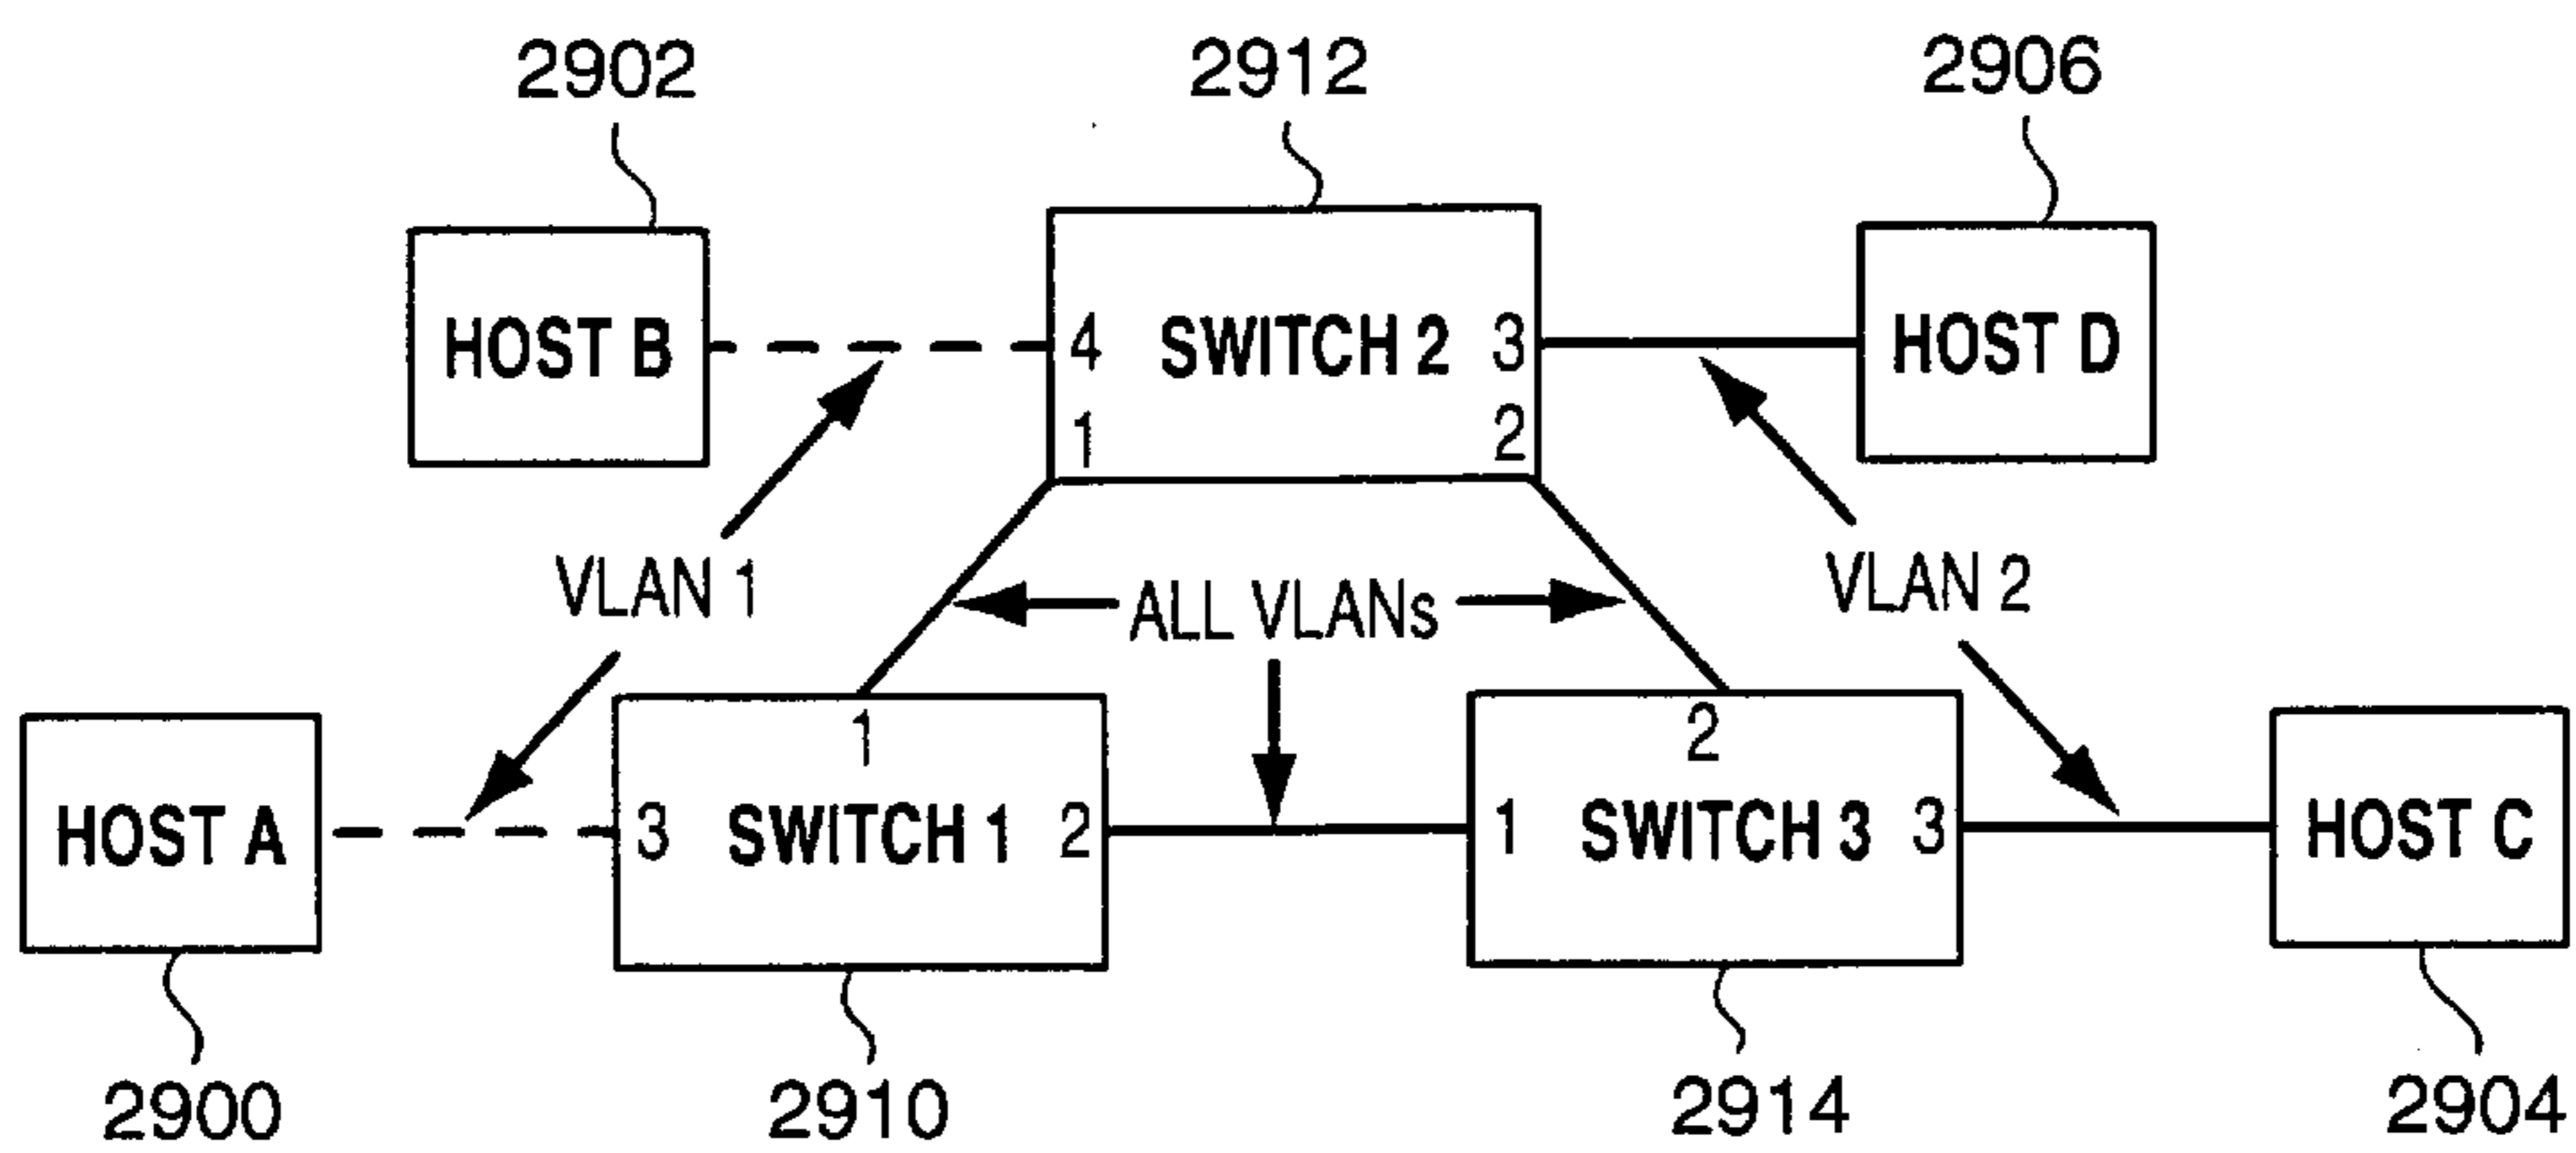 2902
2912
2906
HOST B
4
SWITCH 2
3
HOST D
1
2
VLAN 1
ALL VLANs
VLAN 2
HOST A
3
1
SWITCH 1
2
2
1
SWITCH 3
3
HOST C
2900
2910
2914
2904